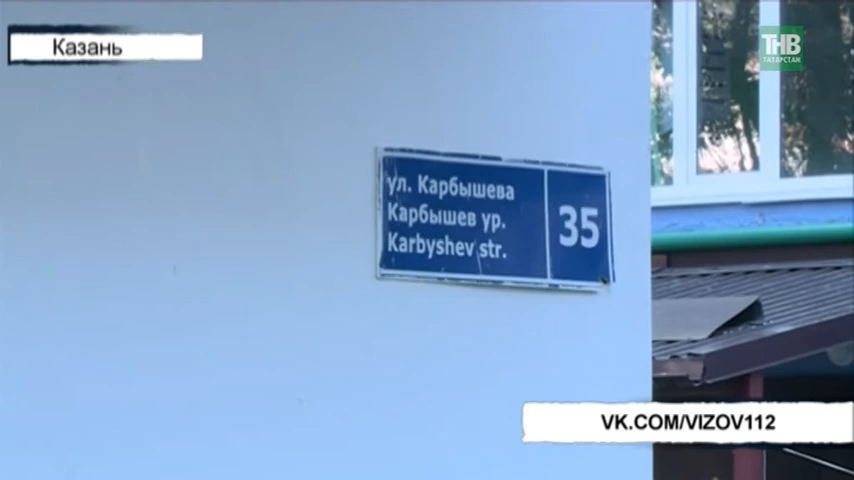 Казань
ТНВ
ТАТАРСТАН
ул. Карбышева
Карбышев ур.
Karbyshev str.
35
VK.COM/VIZOV112